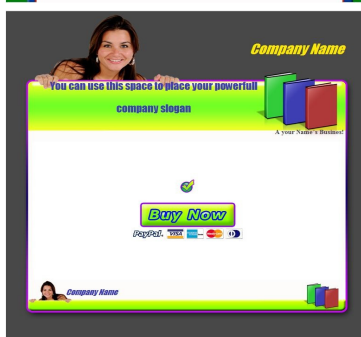 Company Name
You can use this space to place your powerfull
company slogan
A your Name's Busines!
Buy Now
PayPal. VISA
Company Name